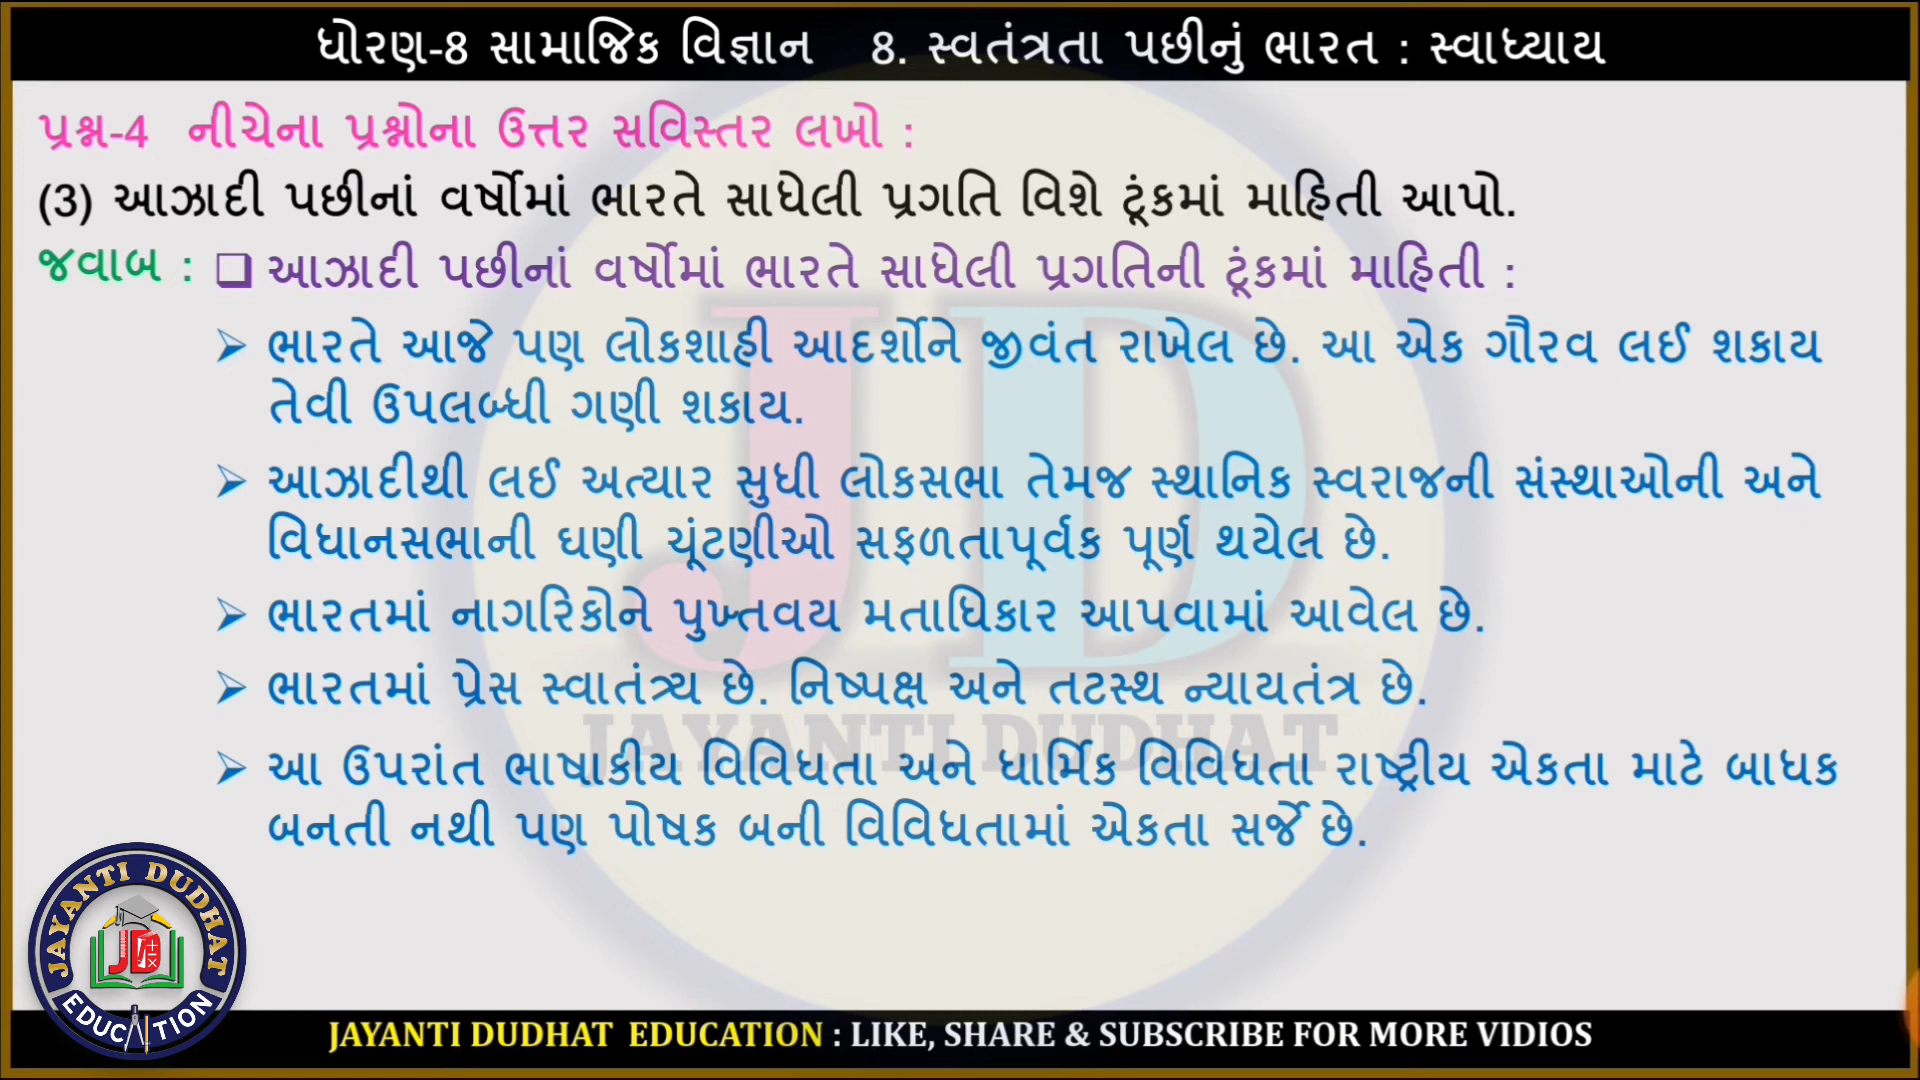 ધોરણ-8 સામાજિક વિજ્ઞાન 8. સ્વતંત્રતા પછીનું ભારત : સ્વાધ્યાય
પ્રશ્ન-4 નીચેના પ્રશ્નોના ઉત્તર સવિસ્તર લખો :
(3) આઝાદી પછીનાં વર્ષોમાં ભારતે સાધેલી પ્રગતિ વિશે ટૂંકમાં માહિતી આપો.
જવાબ : ❑ આઝાદી પછીનાં વર્ષોમાં ભારતે સાધેલી પ્રગતિની ટૂંકમાં માહિતી :
➢ ભારતે આજે પણ લોકશાહી આદર્શોને જીવંત રાખેલ છે. આ એક ગૌરવ લઈ શકાય
તેવી ઉપલબ્ધી ગણી શકાય.
➢ આઝાદીથી લઈ અત્યાર સુધી લોકસભા તેમજ સ્થાનિક સ્વરાજની સંસ્થાઓની અને
વિધાનસભાની ઘણી ચૂંટણીઓ સફળતાપૂર્વક પૂર્ણ થયેલ છે.
➢ ભારતમાં નાગરિકોને પુખ્તવય મતાધિકાર આપવામાં આવેલ છે.
➢ ભારતમાં પ્રેસ સ્વાતંત્ર્ય છે. નિષ્પક્ષ અને તટસ્થ ન્યાયતંત્ર છે.
➢ આ ઉપરાંત ભાષાકીય વિવિધતા અને ધાર્મિક વિવિધતા રાષ્ટ્રીય એકતા માટે બાધક
બનતી નથી પણ પોષક બની વિવિધતામાં એકતા સર્જે છે.
JD
JAYANTI DUDHAT
JAYANTI DUDHAT
JD
EDUCATION
JAYANTI DUDHAT EDUCATION : LIKE, SHARE & SUBSCRIBE FOR MORE VIDIOS